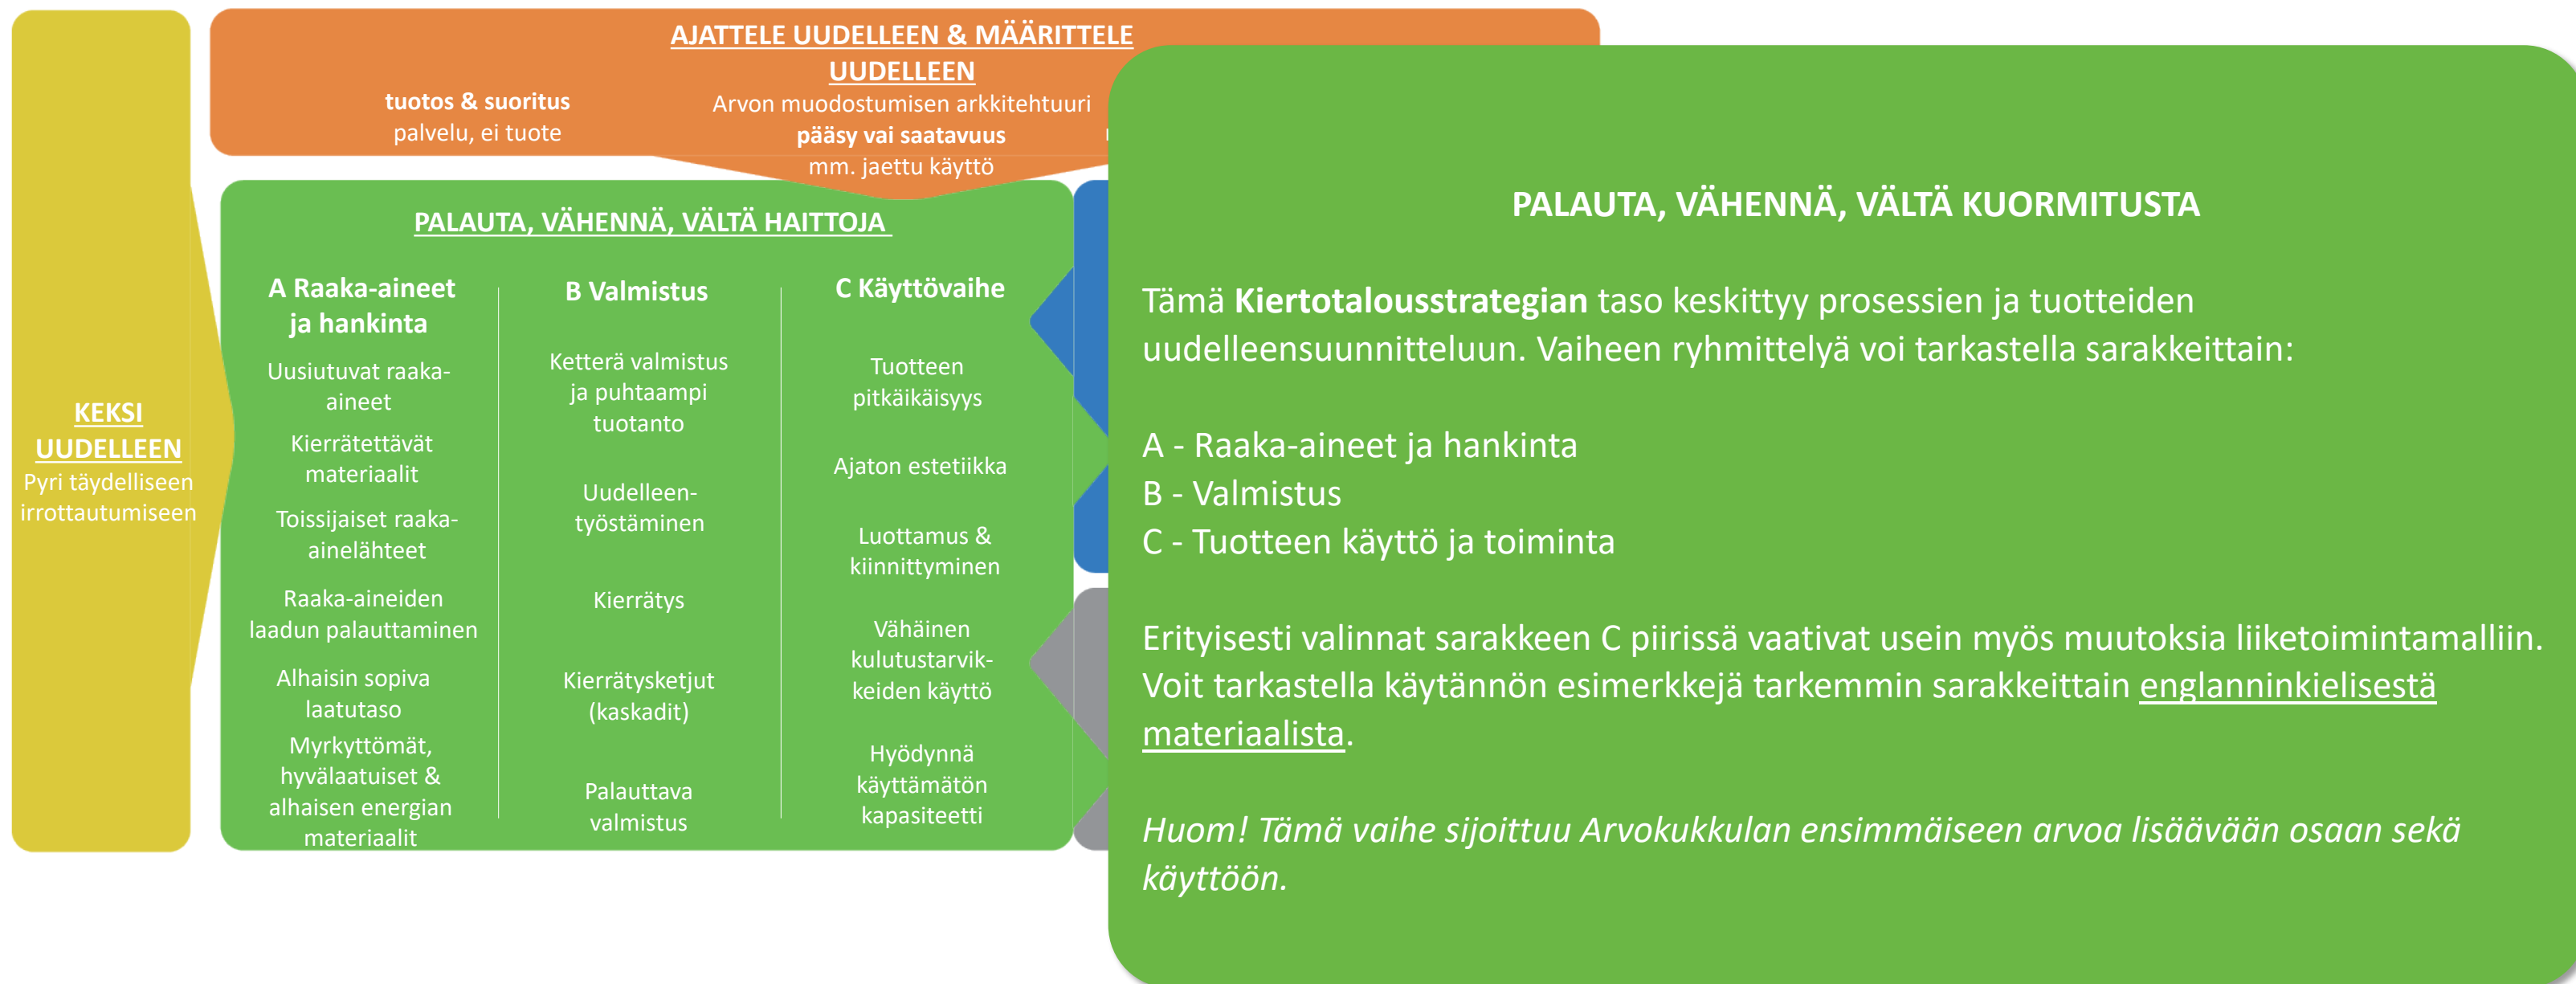 AJATTELE UUDELLEEN & MÄÄRITTELE
UUDELLEEN
tuotos & suoritus
palvelu, ei tuote
Arvon muodostumisen arkkitehtuuri
pääsy vai saatavuus
mm. jaettu käyttö
KEKSI
UUDELLEEN
Pyri täydelliseen
irrottautumiseen
PALAUTA, VÄHENNÄ, VÄLTÄ HAITTOJA
A Raaka-aineet
ja hankinta
Uusiutuvat raaka-
aineet
Kierrätettävät
materiaalit
Toissijaiset raaka-
ainelähteet
Raaka-aineiden
laadun palauttaminen
Alhaisin sopiva
laatutaso
Myrkyttömät,
hyvälaatuiset &
alhaisen energian
materiaalit
B Valmistus
Ketterä valmistus
ja puhtaampi
tuotanto
Uudelleen-
työstäminen
Kierrätys
Kierrätysketjut
(kaskadit)
Palauttava
valmistus
C Käyttövaihe
Tuotteen
pitkäikäisyys
Ajaton estetiikka
Luottamus &
kiinnittyminen
Vähäinen
kulutustarvik-
keiden käyttö
Hyödynnä
käyttämätön
kapasiteetti
PALAUTA, VÄHENNÄ, VÄLTÄ KUORMITUSTA
Tämä Kiertotalousstrategian taso keskittyy prosessien ja tuotteiden
uudelleensuunnitteluun. Vaiheen ryhmittelyä voi tarkastella sarakkeittain:
A - Raaka-aineet ja hankinta
B - Valmistus
C - Tuotteen käyttö ja toiminta
Erityisesti valinnat sarakkeen C piirissä vaativat usein myös muutoksia liiketoimintamalliin.
Voit tarkastella käytännön esimerkkejä tarkemmin sarakkeittain englanninkielisestä
materiaalista.
Huom! Tämä vaihe sijoittuu Arvokukkulan ensimmäiseen arvoa lisäävään osaan sekä
käyttöön.